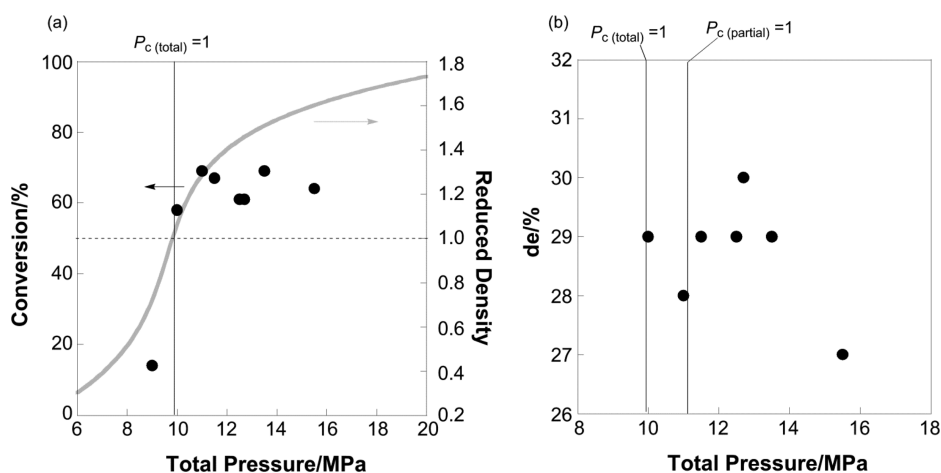 (a)
P c (total) =1
100
80
60
40
20
0
Conversion/%
6 8 10 12 14 16 18 20
Total Pressure/MPa
1.8
1.6
1.4
1.2
1.0
0.8
0.6
0.4
0.2
Reduced Density
(b)
P c (total) =1
P c (partial) =1
32
31
30
29
28
27
26
de/%
8 10 12 14 16 18
Total Pressure/MPa